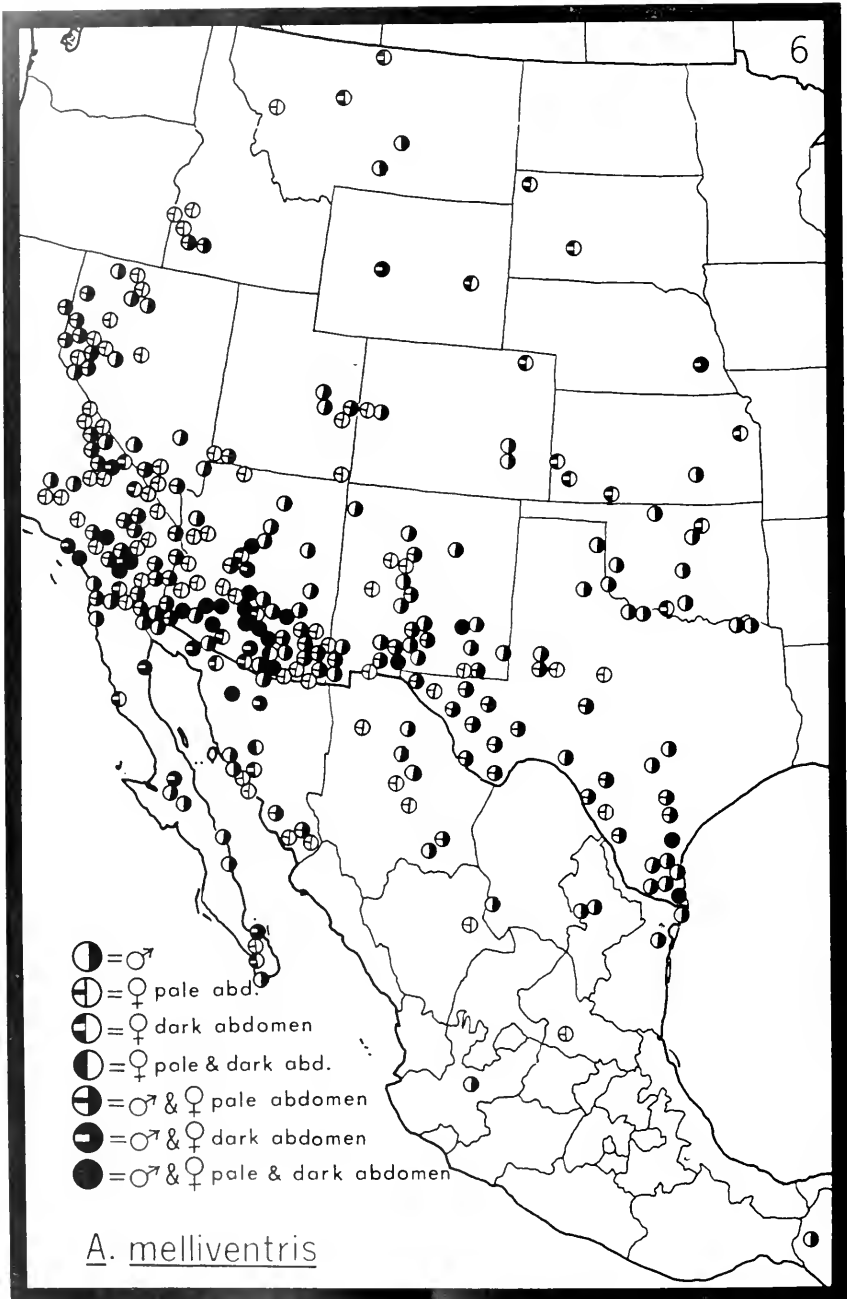 6
=♂
=♀ pale abd.
=♀ dark abdomen
=♀ pale & dark abd.
=♂ & ♀ pale abdomen
=♂ & ♀ dark abdomen
=♂ & ♀ pale & dark abdomen
A. melliventris